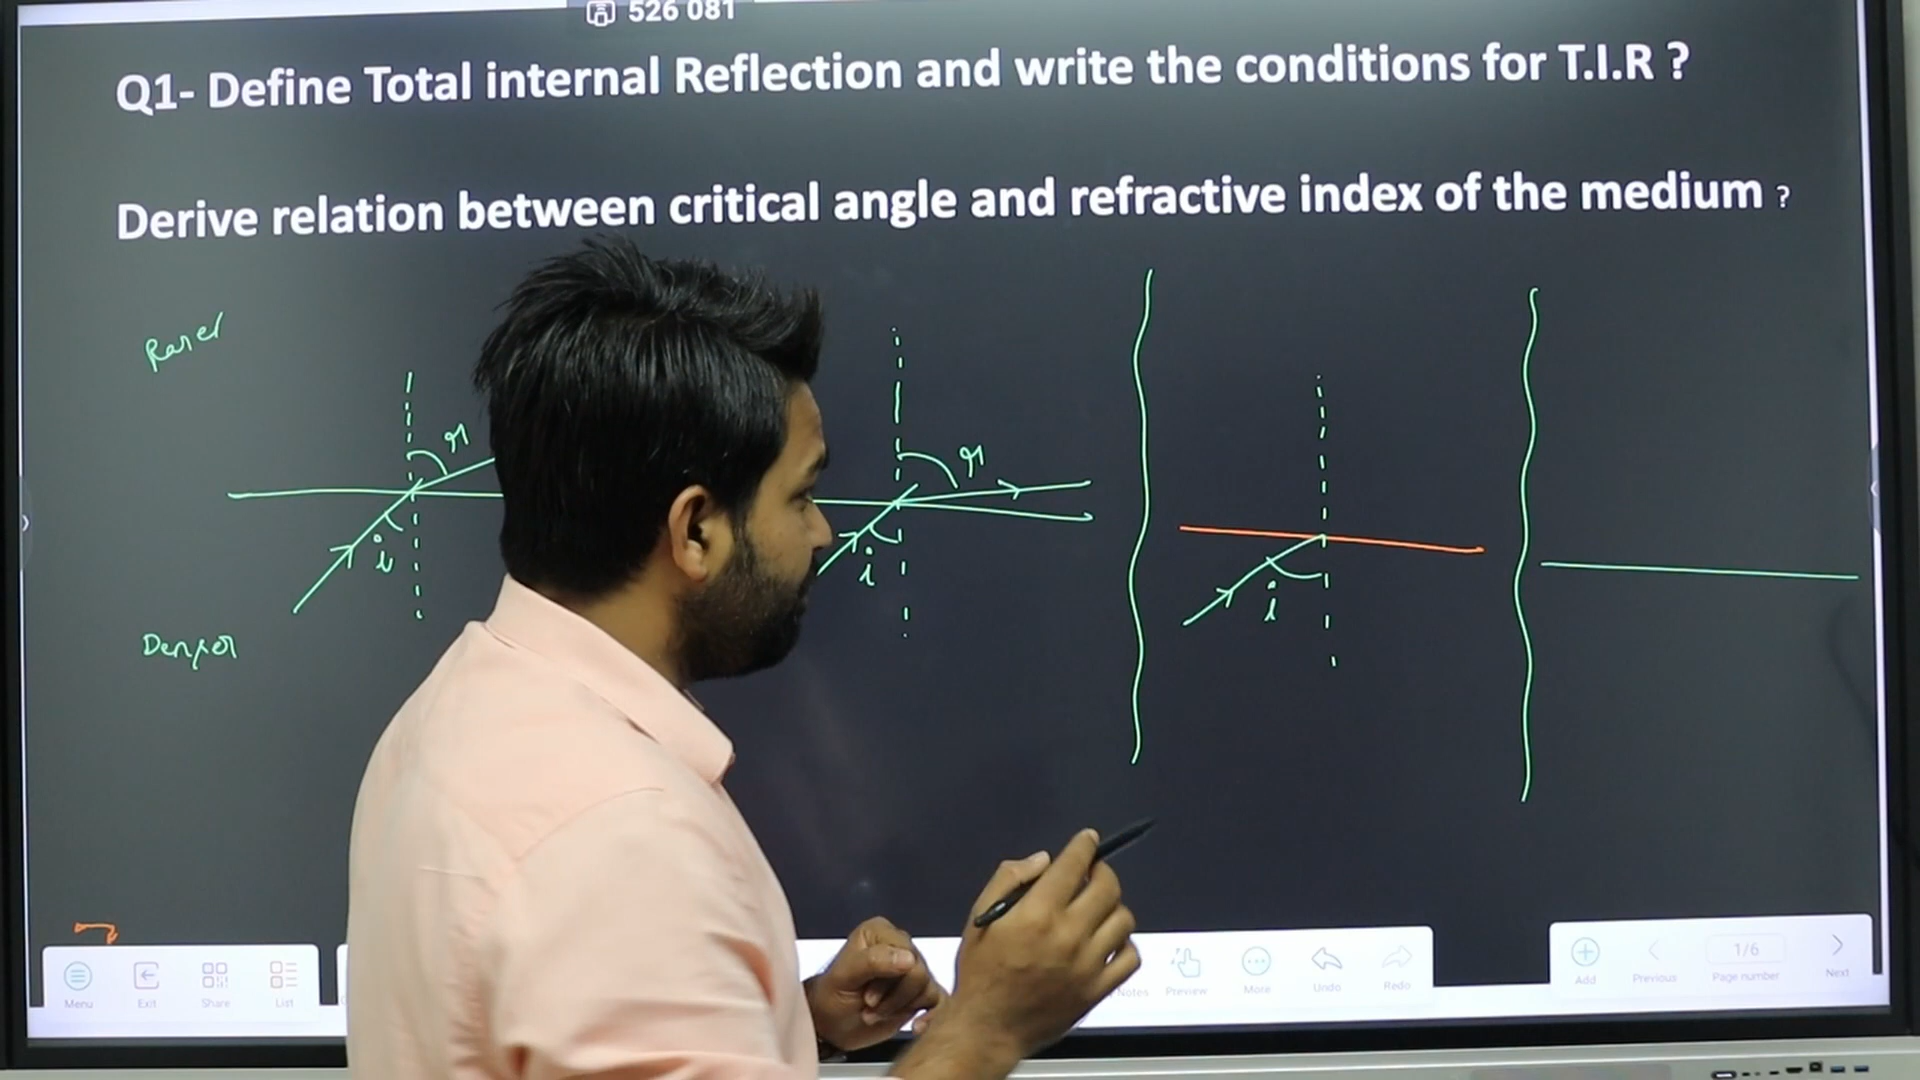 526 081
Q1- Define Total internal Reflection and write the conditions for T.I.R ?
Derive relation between critical angle and refractive index of the medium ?
Rarer
r
r
i
i
i
Denser
Menu
Exit
Share
List
Notes
Preview
More
Undo
Redo
Add
Previous
1/6
Page number
Next